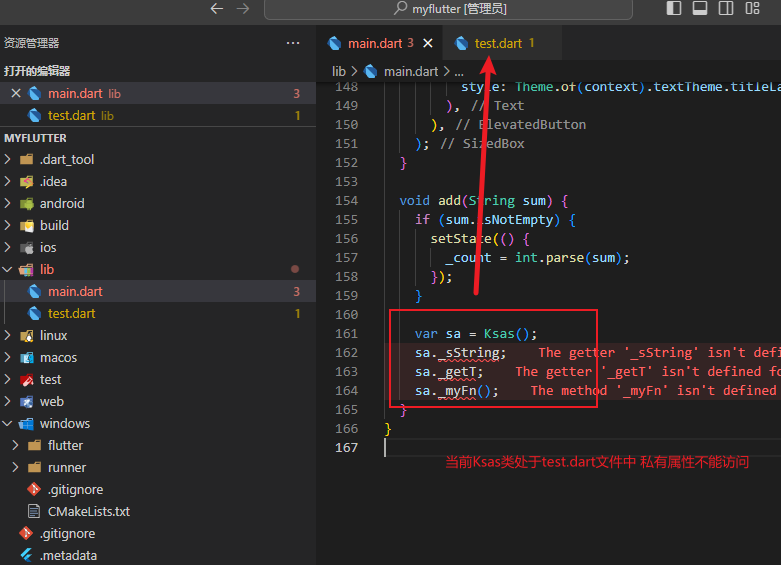 myflutter [管理员]
资源管理器
打开的编辑器
main.dart lib 3
test.dart lib 1
MYFLUTTER
.dart_tool
.idea
android
build
ios
lib
main.dart 3
test.dart 1
linux
macos
test
web
windows
flutter
runner
.gitignore
CMakeLists.txt
.gitignore
.metadata
main.dart 3 test.dart 1
lib > main.dart > ...
148 style: Theme.of(context).textTheme.titleLa
149 ), // Text
150 ), // ElevatedButton
151 ); // SizedBox
152 }
153
154 void add(String sum) {
155 if (sum.isNotEmpty) {
156 setState(() {
157 _count = int.parse(sum);
158 });
159 }
160
161 var sa = Ksas();
162 sa._sString; The getter '_sString' isn't defi
163 sa._getT; The getter '_getT' isn't defined fo
164 sa._myFn(); The method '_myFn' isn't defined
165 }
166 }
167
当前Ksas类处于test.dart文件中 私有属性不能访问